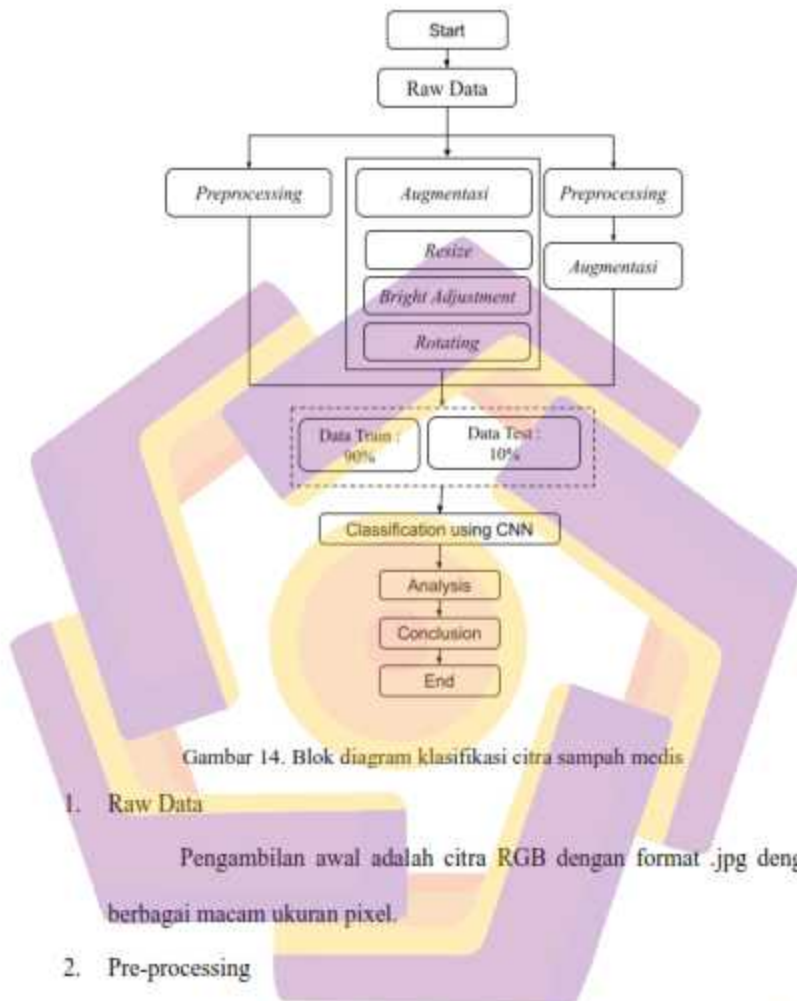 Start
Raw Data
Preprocessing
Augmentasi
Preprocessing
Resize
Augmentasi
Bright Adjustment
Rotating
Data Train :
90%
Data Test :
10%
Classification using CNN
Analysis
Conclusion
End
Gambar 14. Blok diagram klasifikasi citra sampah medis
1. Raw Data
Pengambilan awal adalah citra RGB dengan format .jpg deng
berbagai macam ukuran pixel.
2. Pre-processing